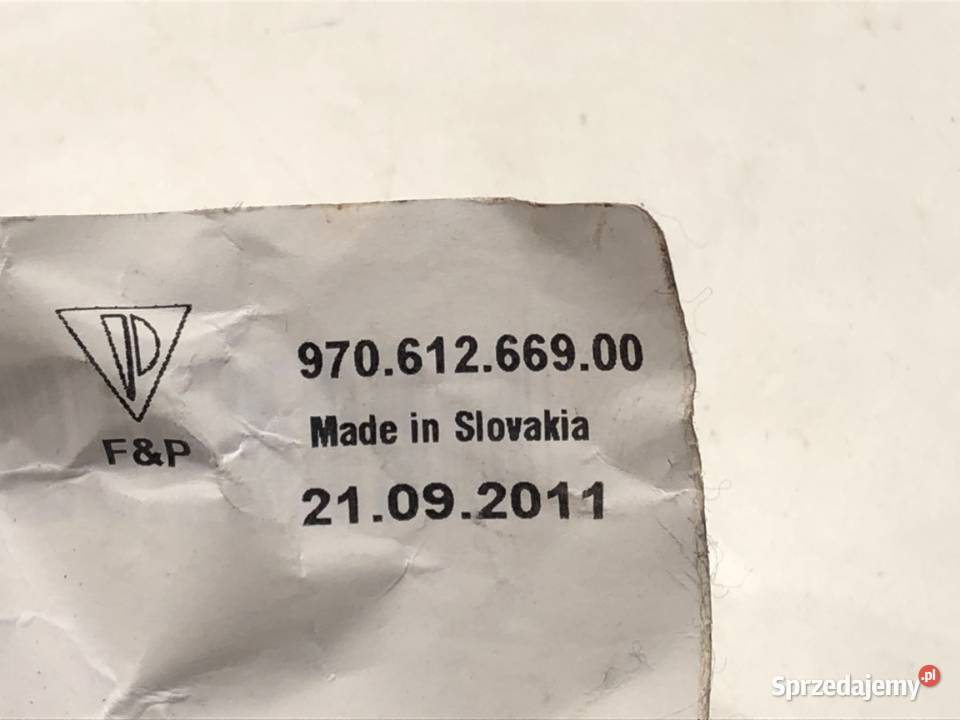 970.612.669.00
F&P
Made in Slovakia
21.09.2011
Sprzedajemy.pl